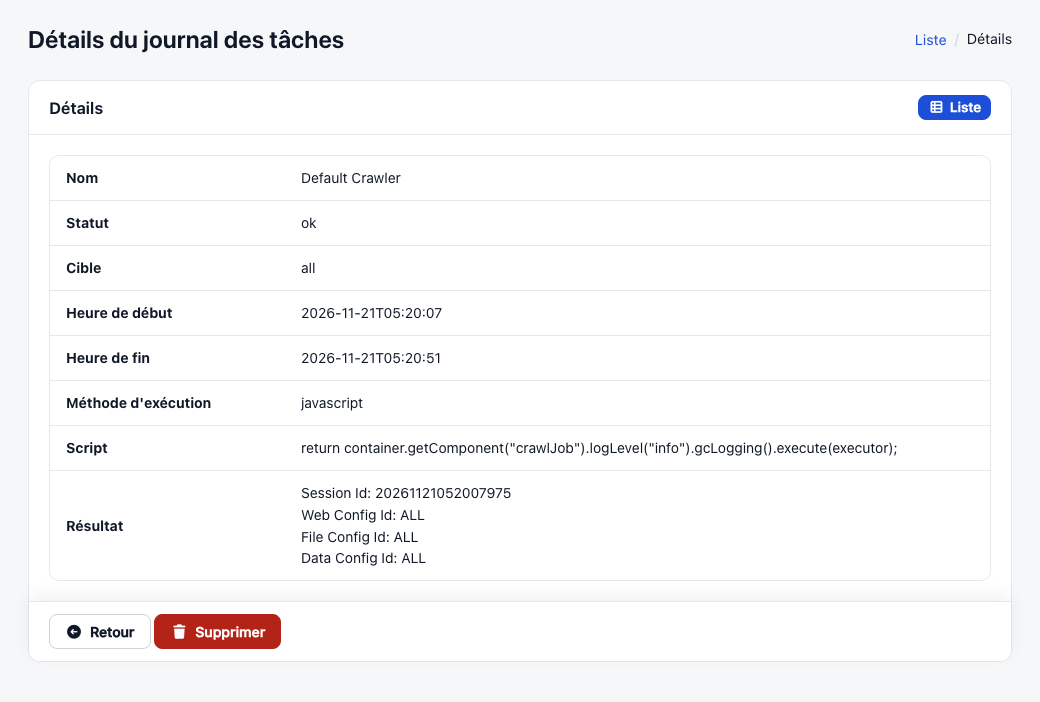 Détails du journal des tâches
Liste / Détails
Détails
Liste
Nom Default Crawler
Statut ok
Cible all
Heure de début 2026-11-21T05:20:07
Heure de fin 2026-11-21T05:20:51
Méthode d'exécution javascript
Script return container.getComponent("crawlJob").logLevel("info").gcLogging().execute(executor);
Résultat
Session Id: 20261121052007975
Web Config Id: ALL
File Config Id: ALL
Data Config Id: ALL
Retour
Supprimer